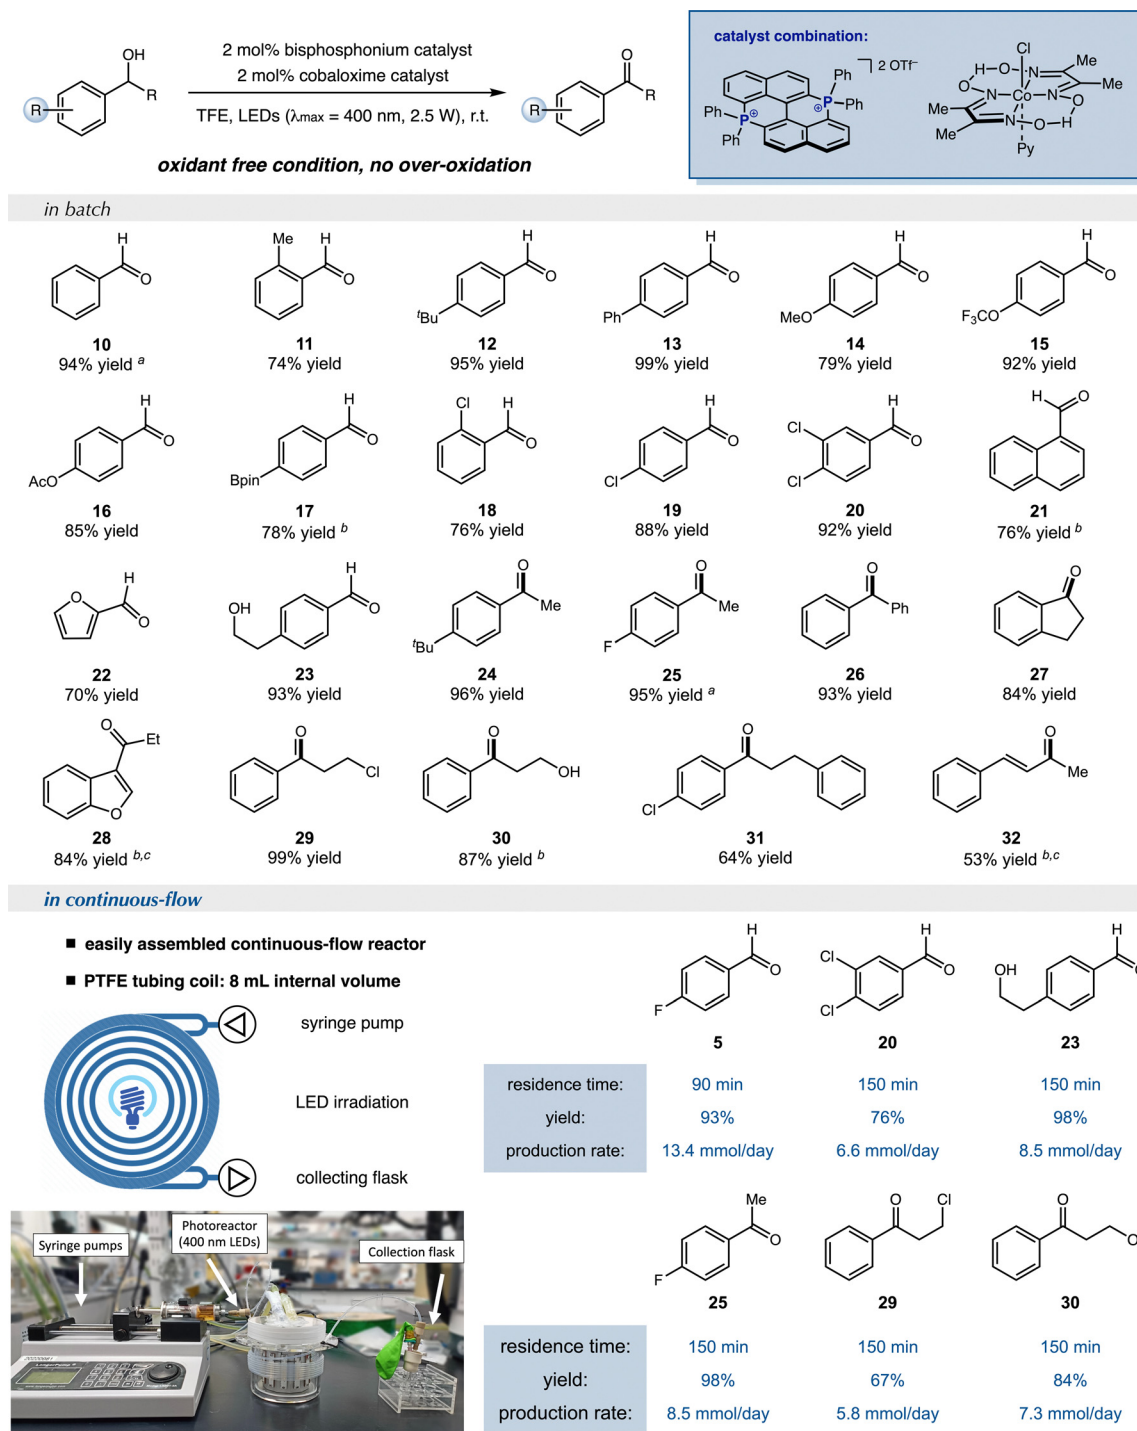 OH
R
R
2 mol% bisphosphonium catalyst
2 mol% cobaloxime catalyst
TFE, LEDs (λmax = 400 nm, 2.5 W), r.t.
O
R
R
oxidant free condition, no over-oxidation
catalyst combination:
2 OTf–
Ph
Ph
P
⊕
P
⊕
Ph
Ph
Cl
H
O
N
Me
Me
O
N
Co
N
O
Me
N
O
H
Me
Py
in batch
H
O
10
94% yield a
Me
H
O
11
74% yield
H
O
tBu
12
95% yield
H
O
Ph
13
99% yield
H
O
MeO
14
79% yield
H
O
F3CO
15
92% yield
H
O
AcO
16
85% yield
H
O
Bpin
17
78% yield b
Cl
H
O
18
76% yield
H
O
Cl
19
88% yield
H
O
Cl
Cl
20
92% yield
H
O
21
76% yield b
H
O
O
22
70% yield
OH
H
O
23
93% yield
O
Me
tBu
24
96% yield
O
Me
F
25
95% yield a
O
Ph
26
93% yield
O
27
84% yield
O
Et
O
28
84% yield b,c
O
Cl
29
99% yield
O
OH
30
87% yield b
O
Cl
31
64% yield
O
Me
32
53% yield b,c
in continuous-flow
■ easily assembled continuous-flow reactor
■ PTFE tubing coil: 8 mL internal volume
syringe pump
LED irradiation
collecting flask
Syringe pumps
Photoreactor
(400 nm LEDs)
Collection flask
H
O
F
5
H
O
Cl
Cl
20
OH
H
O
23
residence time: 90 min 150 min 150 min
yield: 93% 76% 98%
production rate: 13.4 mmol/day 6.6 mmol/day 8.5 mmol/day
Me
O
F
25
O
Cl
29
O
O
30
residence time: 150 min 150 min 150 min
yield: 98% 67% 84%
production rate: 8.5 mmol/day 5.8 mmol/day 7.3 mmol/day